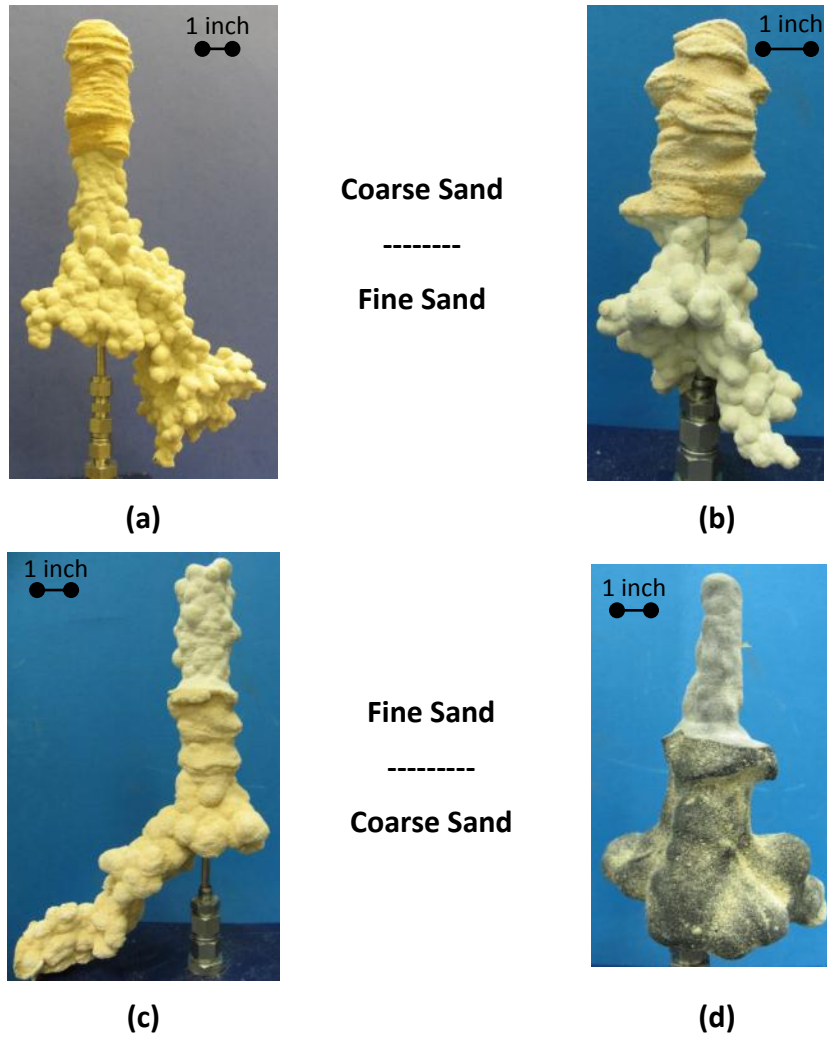 1 inch
1 inch
Coarse Sand
--------
Fine Sand
(a)
(b)
1 inch
1 inch
Fine Sand
---------
Coarse Sand
(c)
(d)